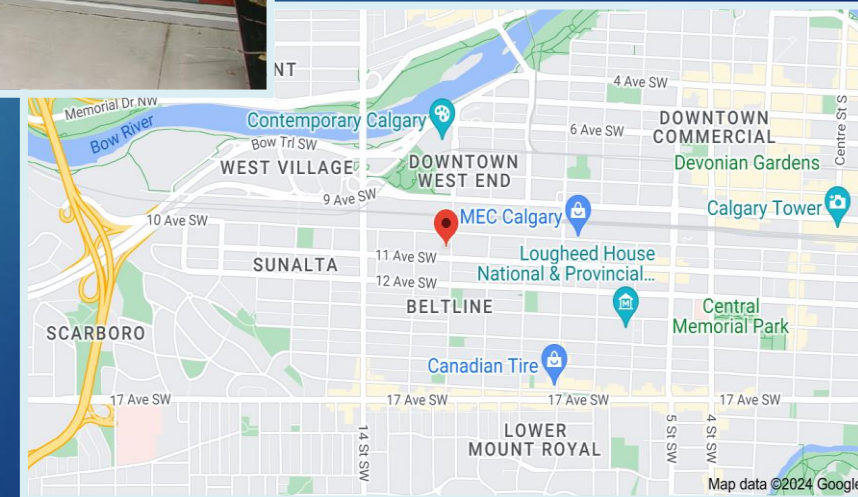 NT
4 Ave SW
Memorial Dr NW
Contemporary Calgary
DOWNTOWN
COMMERCIAL
Centre St S
Bow River
6 Ave SW
Bow Trl SW
WEST VILLAGE
DOWNTOWN
WEST END
Devonian Gardens
9 Ave SW
Calgary Tower
10 Ave SW
MEC Calgary
11 Ave SW
Lougheed House
National & Provincial...
SUNALTA
12 Ave SW
BELTLINE
Central
Memorial Park
SCARBORO
Canadian Tire
17 Ave SW
17 Ave SW
17 Ave SW
17 Ave SW
14 St SW
LOWER
MOUNT ROYAL
5 St SW
4 St SW
Map data ©2024 Google